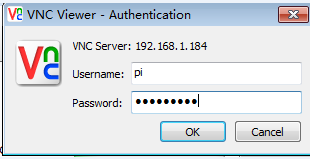 VNC Viewer - Authentication
VNC Server: 192.168.1.184
Username: pi
Password: •••••••••
OK Cancel